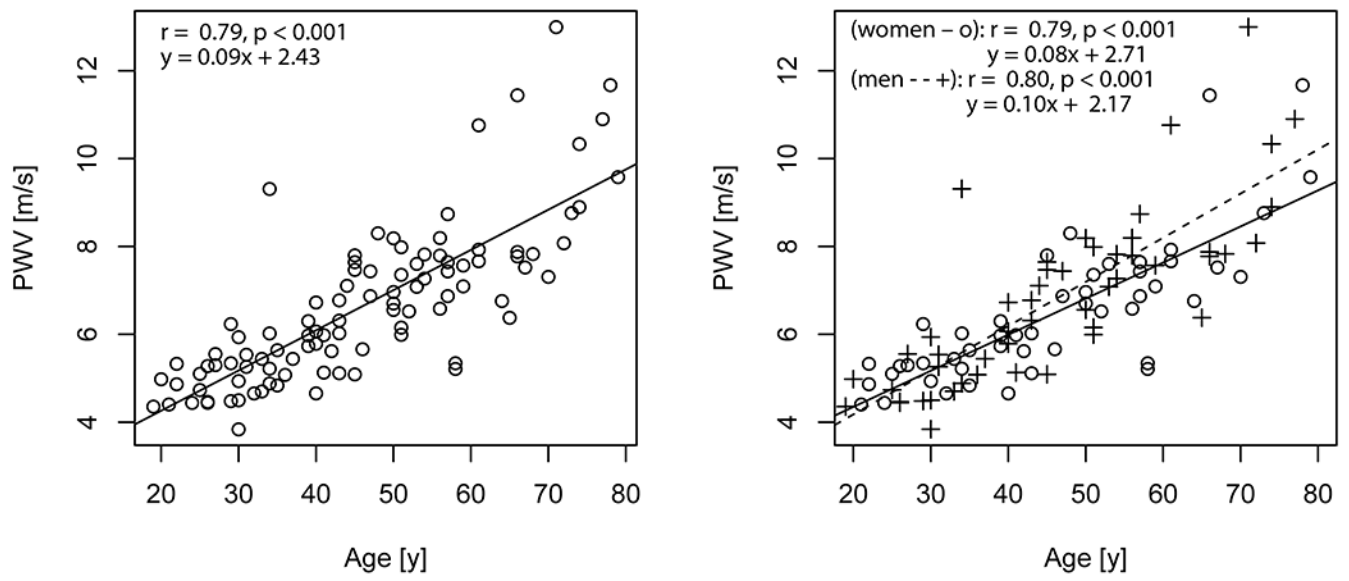 r = 0.79, p < 0.001
y = 0.09x + 2.43
12
10
8
6
4
PWV [m/s]
20 30 40 50 60 70 80
Age [y]
(women – o): r = 0.79, p < 0.001
y = 0.08x + 2.71
(men - - +): r = 0.80, p < 0.001
y = 0.10x + 2.17
12
10
8
6
4
PWV [m/s]
20 30 40 50 60 70 80
Age [y]